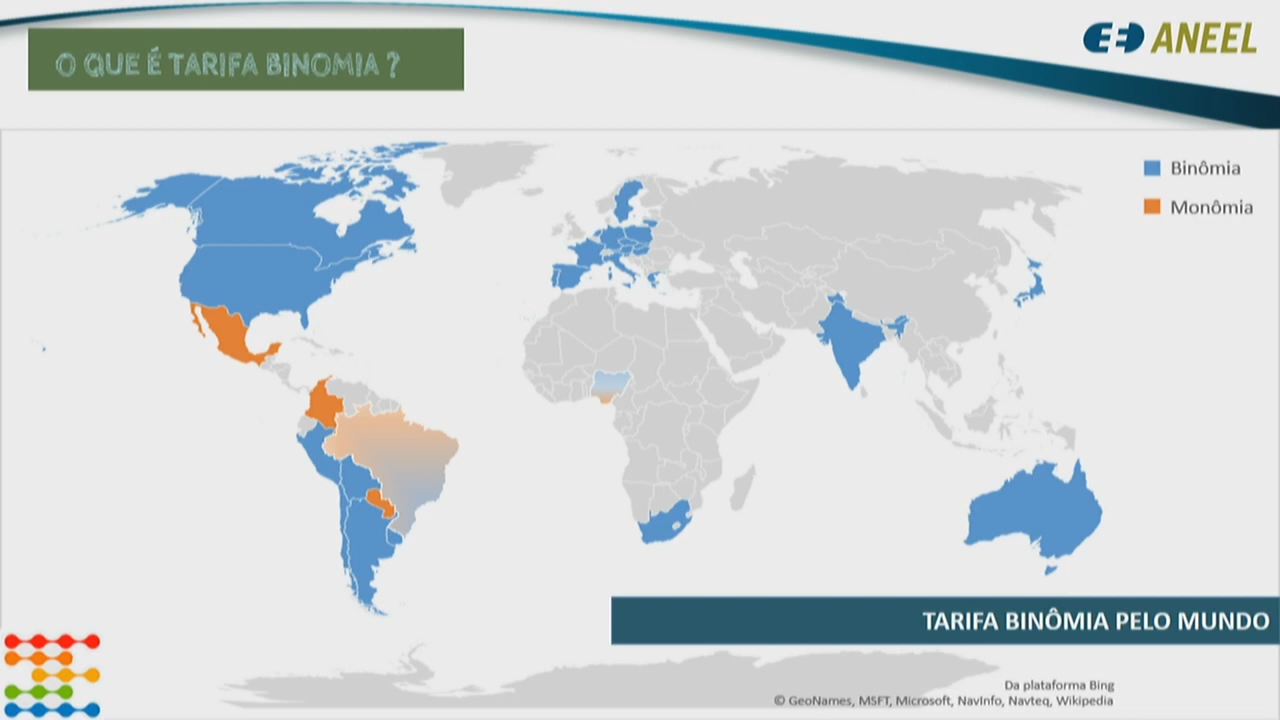 O QUE É TARIFA BINOMIA ?
ANEEL
Binômia
Monômia
TARIFA BINÔMIA PELO MUNDO
Da plataforma Bing
© GeoNames, MSFT, Microsoft, NavInfo, Navteq, Wikipedia